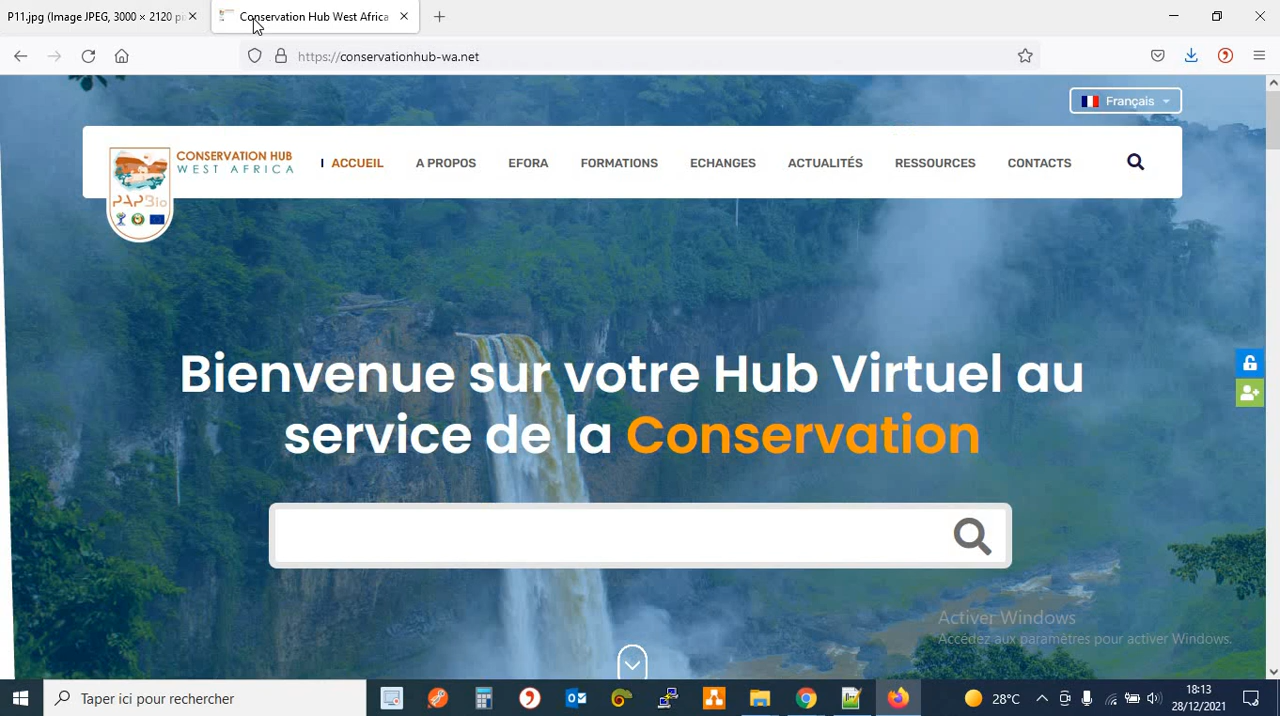 P11.jpg (Image JPEG, 3000 × 2120 p
Conservation Hub West Africa
https://conservationhub-wa.net
Français
CONSERVATION HUB
WEST AFRICA
PAPBio
ACCUEIL
A PROPOS
EFORA
FORMATIONS
ECHANGES
ACTUALITÉS
RESSOURCES
CONTACTS
Bienvenue sur votre Hub Virtuel au
service de la Conservation
Activer Windows
Accédez aux paramètres pour activer Windows.
Taper ici pour rechercher
28°C
18:13
28/12/2021